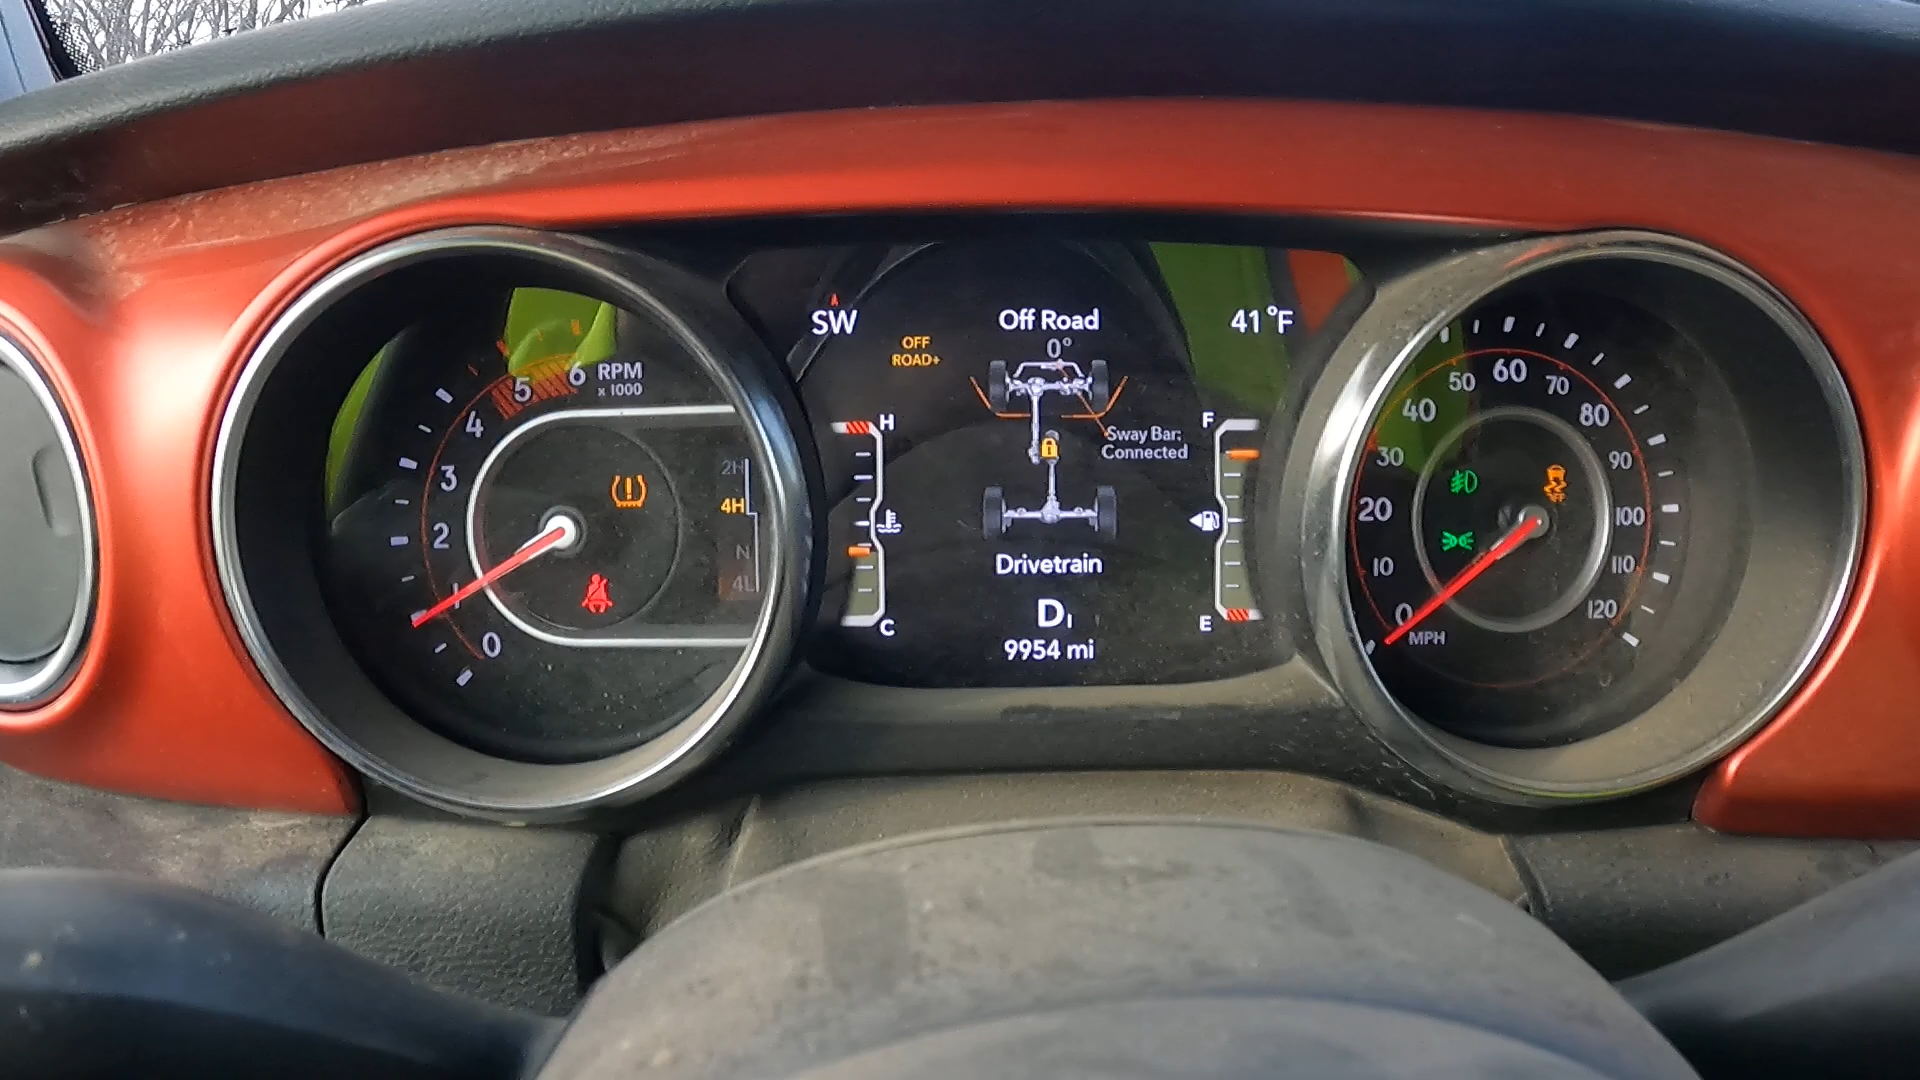 6 RPM
x 1000
5
4
3
2
1
0
2H
4H
N
4L
SW
OFF
ROAD+
Off Road
0°
41°F
H
C
Sway Bar:
Connected
F
E
Drivetrain
D1
9954 mi
0
10
20
30
40
50
60
70
80
90
100
110
120
MPH
OFF